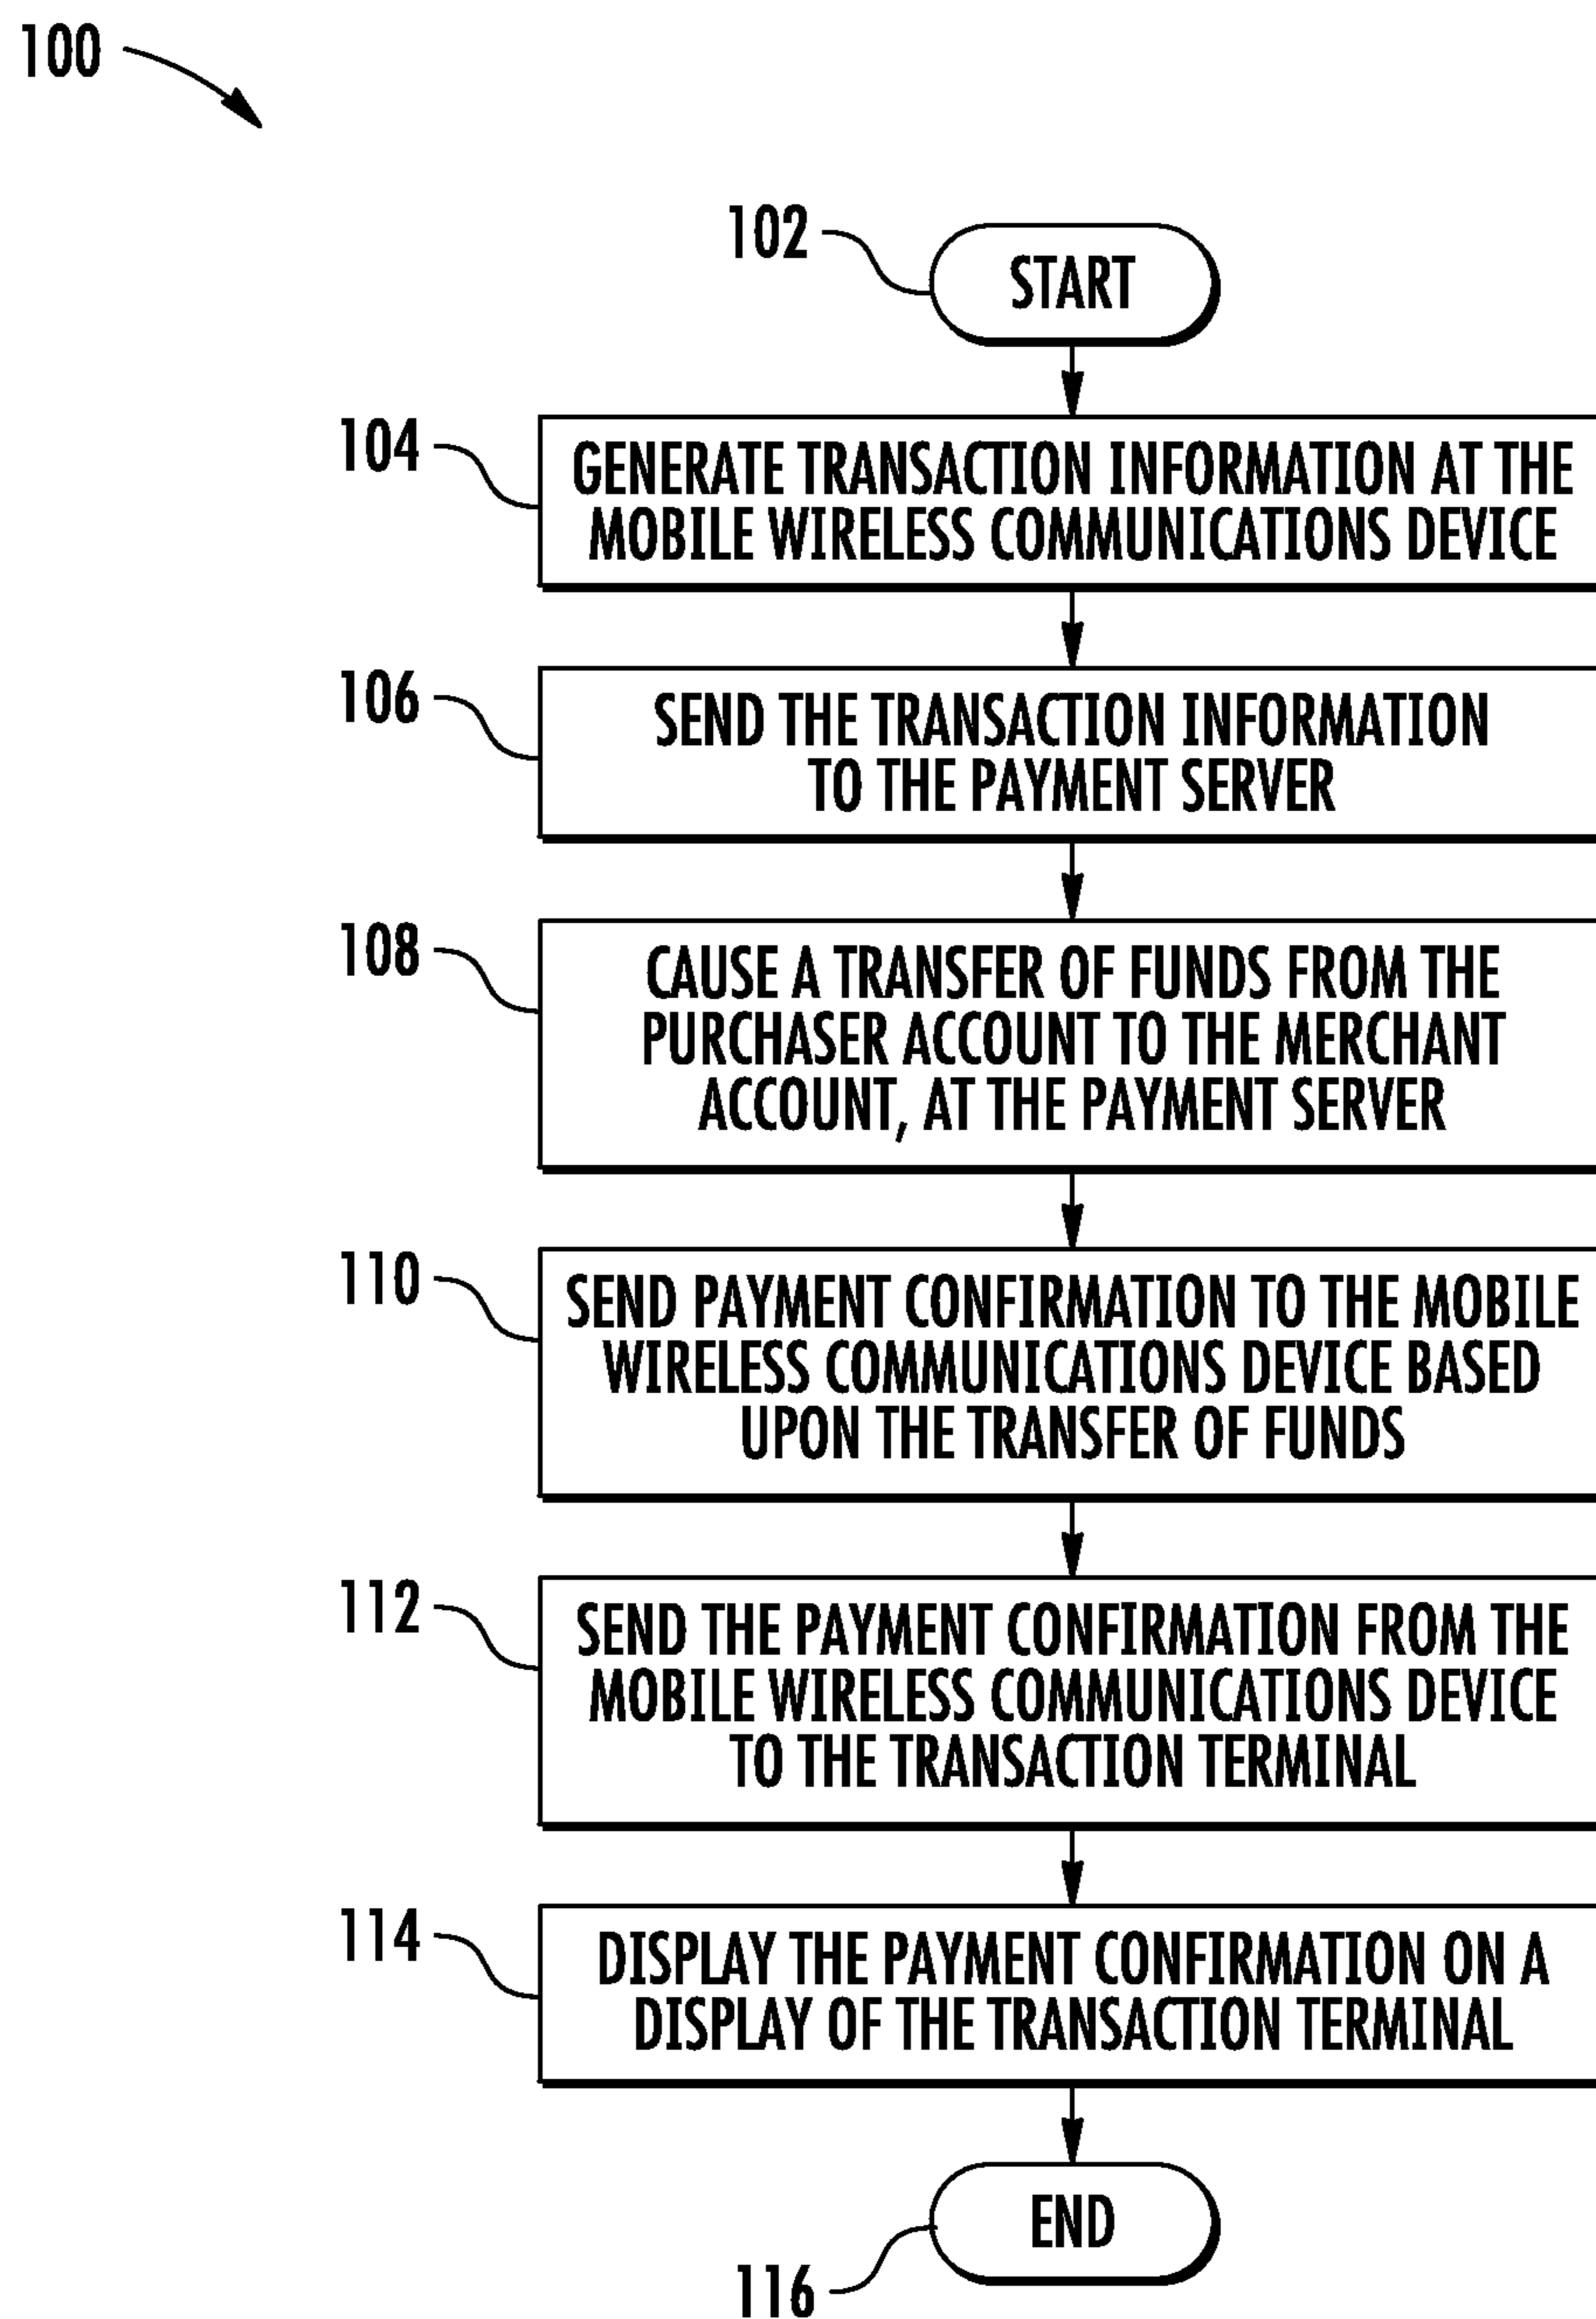 100
102
START
104
GENERATE TRANSACTION INFORMATION AT THE
MOBILE WIRELESS COMMUNICATIONS DEVICE
106
SEND THE TRANSACTION INFORMATION
TO THE PAYMENT SERVER
108
CAUSE A TRANSFER OF FUNDS FROM THE
PURCHASER ACCOUNT TO THE MERCHANT
ACCOUNT, AT THE PAYMENT SERVER
110
SEND PAYMENT CONFIRMATION TO THE MOBILE
WIRELESS COMMUNICATIONS DEVICE BASED
UPON THE TRANSFER OF FUNDS
112
SEND THE PAYMENT CONFIRMATION FROM THE
MOBILE WIRELESS COMMUNICATIONS DEVICE
TO THE TRANSACTION TERMINAL
114
DISPLAY THE PAYMENT CONFIRMATION ON A
DISPLAY OF THE TRANSACTION TERMINAL
END
116